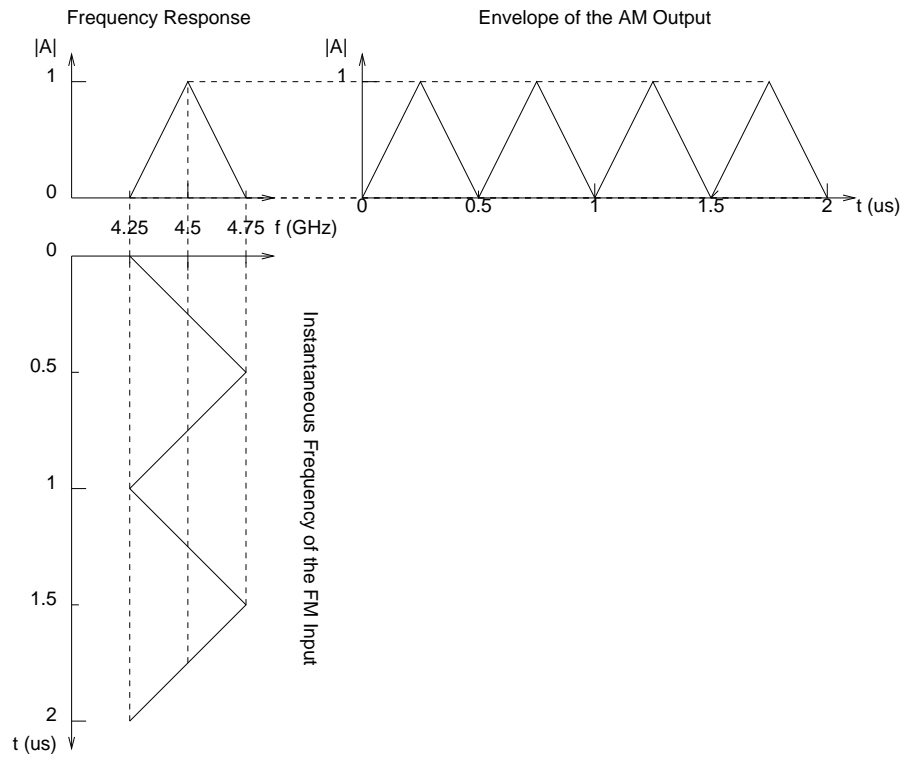 Frequency Response
Envelope of the AM Output
|A|
|A|
1
1
0
0
0.5
1
1.5
2
t (us)
4.25
4.5
4.75
f (GHz)
0
0.5
1
1.5
2
t (us)
Instantaneous Frequency of the FM Input